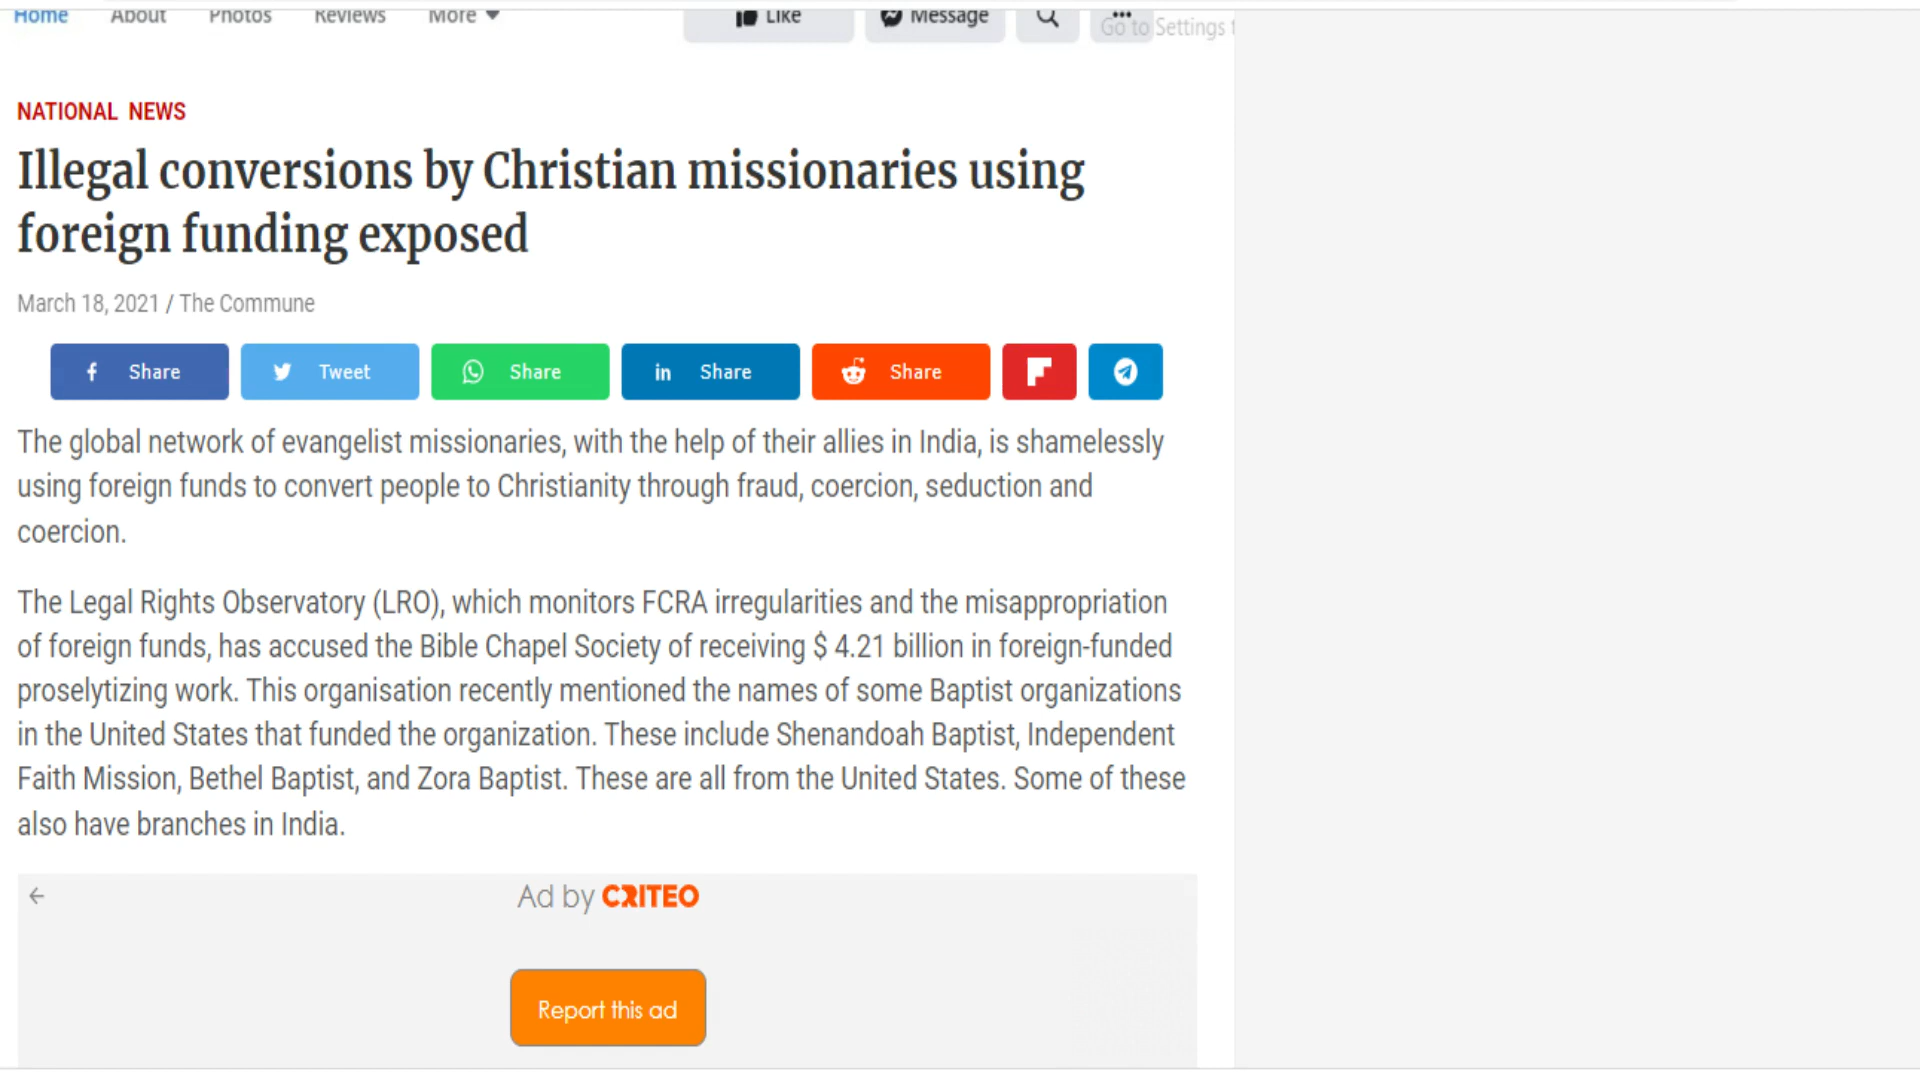 Home About Photos Reviews More
Like Message Go to Settings
NATIONAL NEWS
Illegal conversions by Christian missionaries using
foreign funding exposed
March 18, 2021 / The Commune
Share Tweet Share Share Share
The global network of evangelist missionaries, with the help of their allies in India, is shamelessly
using foreign funds to convert people to Christianity through fraud, coercion, seduction and
coercion.
The Legal Rights Observatory (LRO), which monitors FCRA irregularities and the misappropriation
of foreign funds, has accused the Bible Chapel Society of receiving $ 4.21 billion in foreign-funded
proselytizing work. This organisation recently mentioned the names of some Baptist organizations
in the United States that funded the organization. These include Shenandoah Baptist, Independent
Faith Mission, Bethel Baptist, and Zora Baptist. These are all from the United States. Some of these
also have branches in India.
Ad by CRITEO
Report this ad